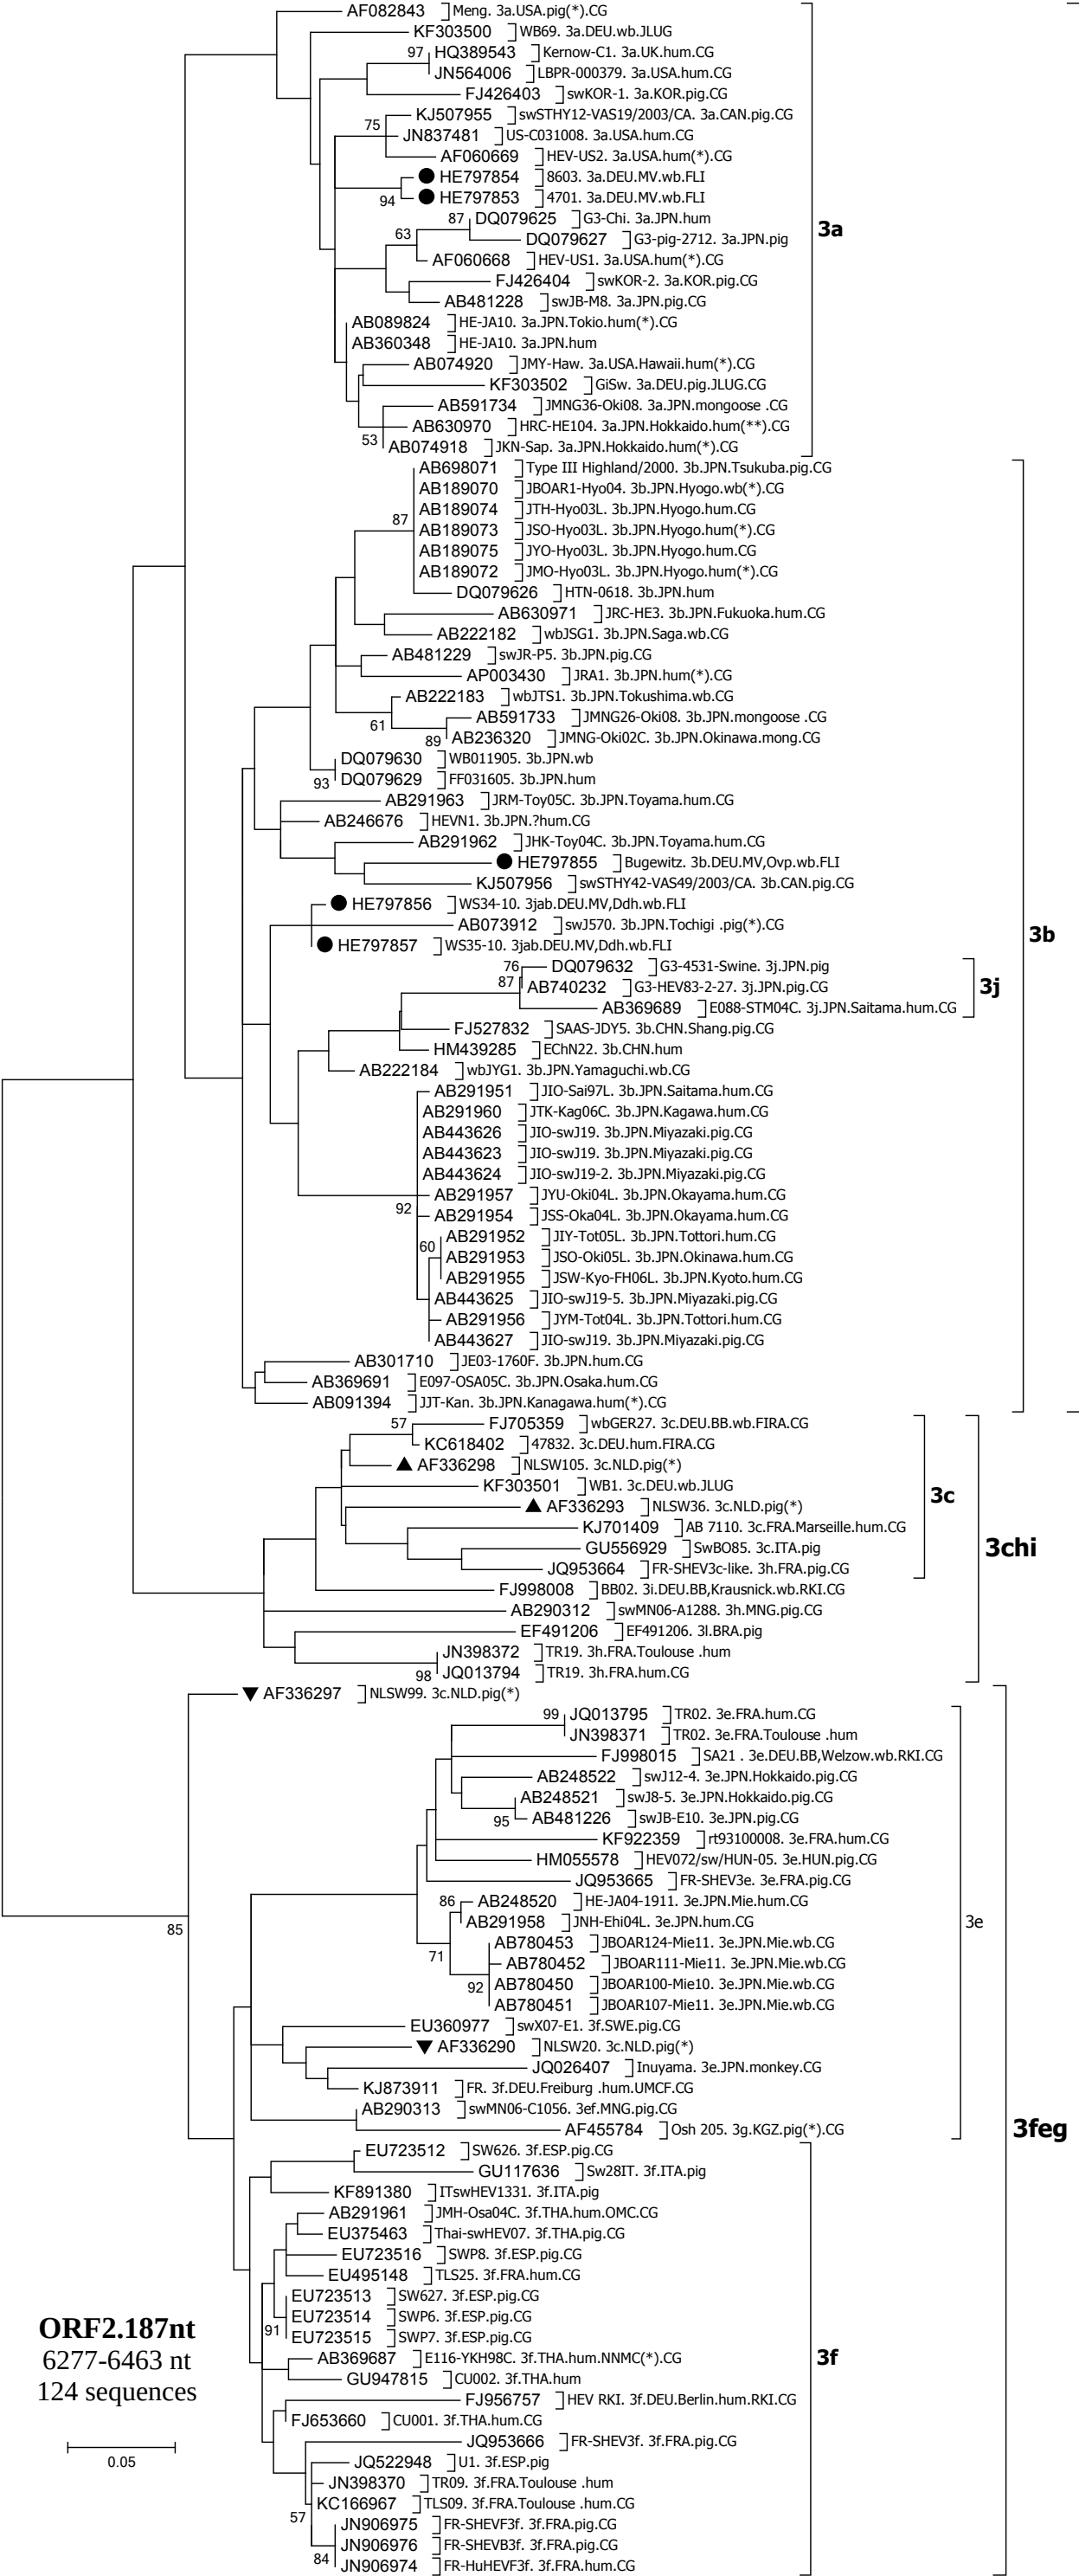 AF082843 Meng. 3a.USA.pig(*).CG
KF303500 WB69. 3a.DEU.wb.JLUG
97 HQ389543 Kernow-C1. 3a.UK.hum.CG
JN564006 LBPR-000379. 3a.USA.hum.CG
FJ426403 swKOR-1. 3a.KOR.pig.CG
KJ507955 swSTHY12-VAS19/2003/CA. 3a.CAN.pig.CG
75 JN837481 US-C031008. 3a.USA.hum.CG
AF060669 HEV-US2. 3a.USA.hum(*).CG
HE797854 8603. 3a.DEU.MV.wb.FLI
94 HE797853 4701. 3a.DEU.MV.wb.FLI
87 DQ079625 G3-Chi. 3a.JPN.hum
3a
63 DQ079627 G3-pig-2712. 3a.JPN.pig
AF060668 HEV-US1. 3a.USA.hum(*).CG
FJ426404 swKOR-2. 3a.KOR.pig.CG
AB481228 swJB-M8. 3a.JPN.pig.CG
AB089824 HE-JA10. 3a.JPN.Tokio.hum(*).CG
AB360348 HE-JA10. 3a.JPN.hum
AB074920 JMY-Haw. 3a.USA.Hawaii.hum(*).CG
KF303502 GiSw. 3a.DEU.pig.JLUG.CG
AB591734 JMNG36-Oki08. 3a.JPN.mongoose .CG
AB630970 HRC-HE104. 3a.JPN.Hokkaido.hum(**).CG
53 AB074918 JKN-Sap. 3a.JPN.Hokkaido.hum(*).CG
AB698071 Type III Highland/2000. 3b.JPN.Tsukuba.pig.CG
AB189070 JBOAR1-Hyo04. 3b.JPN.Hyogo.wb(*).CG
AB189074 JTH-Hyo03L. 3b.JPN.Hyogo.hum.CG
87 AB189073 JSO-Hyo03L. 3b.JPN.Hyogo.hum(*).CG
AB189075 JYO-Hyo03L. 3b.JPN.Hyogo.hum.CG
AB189072 JMO-Hyo03L. 3b.JPN.Hyogo.hum(*).CG
DQ079626 HTN-0618. 3b.JPN.hum
AB630971 JRC-HE3. 3b.JPN.Fukuoka.hum.CG
AB222182 wbJSG1. 3b.JPN.Saga.wb.CG
AB481229 swJR-P5. 3b.JPN.pig.CG
AP003430 JRA1. 3b.JPN.hum(*).CG
AB222183 wbJTS1. 3b.JPN.Tokushima.wb.CG
61 AB591733 JMNG26-Oki08. 3b.JPN.mongoose .CG
89 AB236320 JMNG-Oki02C. 3b.JPN.Okinawa.mong.CG
DQ079630 WB011905. 3b.JPN.wb
93 DQ079629 FF031605. 3b.JPN.hum
AB291963 JRM-Toy05C. 3b.JPN.Toyama.hum.CG
AB246676 HEVN1. 3b.JPN.?hum.CG
AB291962 JHK-Toy04C. 3b.JPN.Toyama.hum.CG
HE797855 Bugewitz. 3b.DEU.MV,Ovp.wb.FLI
KJ507956 swSTHY42-VAS49/2003/CA. 3b.CAN.pig.CG
HE797856 WS34-10. 3jab.DEU.MV,Ddh.wb.FLI
AB073912 swJ570. 3b.JPN.Tochigi .pig(*).CG
3b
HE797857 WS35-10. 3jab.DEU.MV,Ddh.wb.FLI
76 DQ079632 G3-4531-Swine. 3j.JPN.pig
87 AB740232 G3-HEV83-2-27. 3j.JPN.pig.CG
3j
AB369689 E088-STM04C. 3j.JPN.Saitama.hum.CG
FJ527832 SAAS-JDY5. 3b.CHN.Shang.pig.CG
HM439285 EChN22. 3b.CHN.hum
AB222184 wbJYG1. 3b.JPN.Yamaguchi.wb.CG
AB291951 JIO-Sai97L. 3b.JPN.Saitama.hum.CG
AB291960 JTK-Kag06C. 3b.JPN.Kagawa.hum.CG
AB443626 JIO-swJ19. 3b.JPN.Miyazaki.pig.CG
AB443623 JIO-swJ19. 3b.JPN.Miyazaki.pig.CG
AB443624 JIO-swJ19-2. 3b.JPN.Miyazaki.pig.CG
AB291957 JYU-Oki04L. 3b.JPN.Okayama.hum.CG
92 AB291954 JSS-Oka04L. 3b.JPN.Okayama.hum.CG
AB291952 JIY-Tot05L. 3b.JPN.Tottori.hum.CG
60 AB291953 JSO-Oki05L. 3b.JPN.Okinawa.hum.CG
AB291955 JSW-Kyo-FH06L. 3b.JPN.Kyoto.hum.CG
AB443625 JIO-swJ19-5. 3b.JPN.Miyazaki.pig.CG
AB291956 JYM-Tot04L. 3b.JPN.Tottori.hum.CG
AB443627 JIO-swJ19. 3b.JPN.Miyazaki.pig.CG
AB301710 JE03-1760F. 3b.JPN.hum.CG
AB369691 E097-OSA05C. 3b.JPN.Osaka.hum.CG
AB091394 JJT-Kan. 3b.JPN.Kanagawa.hum(*).CG
57 FJ705359 wbGER27. 3c.DEU.BB.wb.FIRA.CG
KC618402 47832. 3c.DEU.hum.FIRA.CG
AF336298 NLSW105. 3c.NLD.pig(*)
KF303501 WB1. 3c.DEU.wb.JLUG
3c
AF336293 NLSW36. 3c.NLD.pig(*)
KJ701409 AB 7110. 3c.FRA.Marseille.hum.CG
3chi
GU556929 SwBO85. 3c.ITA.pig
JQ953664 FR-SHEV3c-like. 3h.FRA.pig.CG
FJ998008 BB02. 3i.DEU.BB,Krausnick.wb.RKI.CG
AB290312 swMN06-A1288. 3h.MNG.pig.CG
EF491206 EF491206. 3l.BRA.pig
JN398372 TR19. 3h.FRA.Toulouse .hum
98 JQ013794 TR19. 3h.FRA.hum.CG
AF336297 NLSW99. 3c.NLD.pig(*)
99 JQ013795 TR02. 3e.FRA.hum.CG
JN398371 TR02. 3e.FRA.Toulouse .hum
FJ998015 SA21 . 3e.DEU.BB,Welzow.wb.RKI.CG
AB248522 swJ12-4. 3e.JPN.Hokkaido.pig.CG
AB248521 swJ8-5. 3e.JPN.Hokkaido.pig.CG
95 AB481226 swJB-E10. 3e.JPN.pig.CG
KF922359 rt93100008. 3e.FRA.hum.CG
HM055578 HEV072/sw/HUN-05. 3e.HUN.pig.CG
JQ953665 FR-SHEV3e. 3e.FRA.pig.CG
86 AB248520 HE-JA04-1911. 3e.JPN.Mie.hum.CG
85 AB291958 JNH-Ehi04L. 3e.JPN.hum.CG
3e
AB780453 JBOAR124-Mie11. 3e.JPN.Mie.wb.CG
71 AB780452 JBOAR111-Mie11. 3e.JPN.Mie.wb.CG
92 AB780450 JBOAR100-Mie10. 3e.JPN.Mie.wb.CG
AB780451 JBOAR107-Mie11. 3e.JPN.Mie.wb.CG
EU360977 swX07-E1. 3f.SWE.pig.CG
AF336290 NLSW20. 3c.NLD.pig(*)
JQ026407 Inuyama. 3e.JPN.monkey.CG
KJ873911 FR. 3f.DEU.Freiburg .hum.UMCF.CG
AB290313 swMN06-C1056. 3ef.MNG.pig.CG
AF455784 Osh 205. 3g.KGZ.pig(*).CG
3feg
EU723512 SW626. 3f.ESP.pig.CG
GU117636 Sw28IT. 3f.ITA.pig
KF891380 ITswHEV1331. 3f.ITA.pig
AB291961 JMH-Osa04C. 3f.THA.hum.OMC.CG
EU375463 Thai-swHEV07. 3f.THA.pig.CG
EU723516 SWP8. 3f.ESP.pig.CG
EU495148 TLS25. 3f.FRA.hum.CG
EU723513 SW627. 3f.ESP.pig.CG
EU723514 SWP6. 3f.ESP.pig.CG
91 EU723515 SWP7. 3f.ESP.pig.CG
AB369687 E116-YKH98C. 3f.THA.hum.NNMC(*).CG
3f
GU947815 CU002. 3f.THA.hum
FJ956757 HEV RKI. 3f.DEU.Berlin.hum.RKI.CG
FJ653660 CU001. 3f.THA.hum.CG
JQ953666 FR-SHEV3f. 3f.FRA.pig.CG
JQ522948 U1. 3f.ESP.pig
JN398370 TR09. 3f.FRA.Toulouse .hum
KC166967 TLS09. 3f.FRA.Toulouse .hum.CG
57 JN906975 FR-SHEVF3f. 3f.FRA.pig.CG
JN906976 FR-SHEVB3f. 3f.FRA.pig.CG
84 JN906974 FR-HuHEVF3f. 3f.FRA.hum.CG
ORF2.187nt
6277-6463 nt
124 sequences
0.05